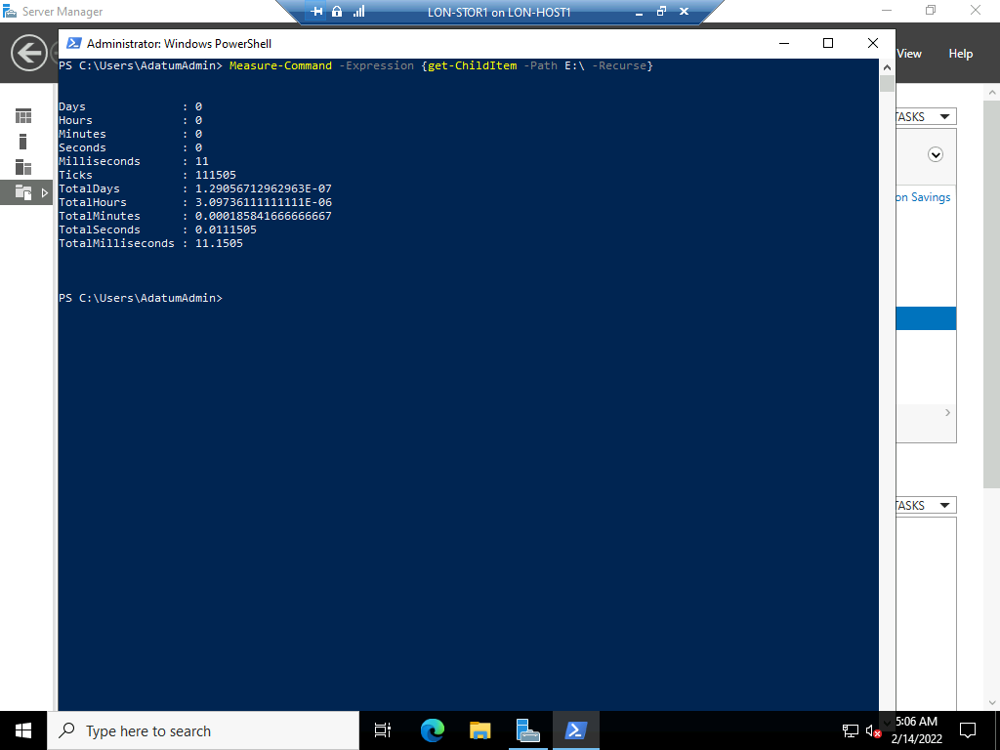 Server Manager
LON-STOR1 on LON-HOST1
Administrator: Windows PowerShell
View
Help
PS C:\Users\AdatumAdmin> Measure-Command -Expression {get-ChildItem -Path E:\ -Recurse}
Days : 0
Hours : 0
Minutes : 0
Seconds : 0
Milliseconds : 11
Ticks : 111505
TotalDays : 1.29056712962963E-07
TotalHours : 3.09736111111111E-06
TotalMinutes : 0.000185841666666667
TotalSeconds : 0.0111505
TotalMilliseconds : 11.1505
PS C:\Users\AdatumAdmin>
TASKS
on Savings
TASKS
Type here to search
5:06 AM
2/14/2022